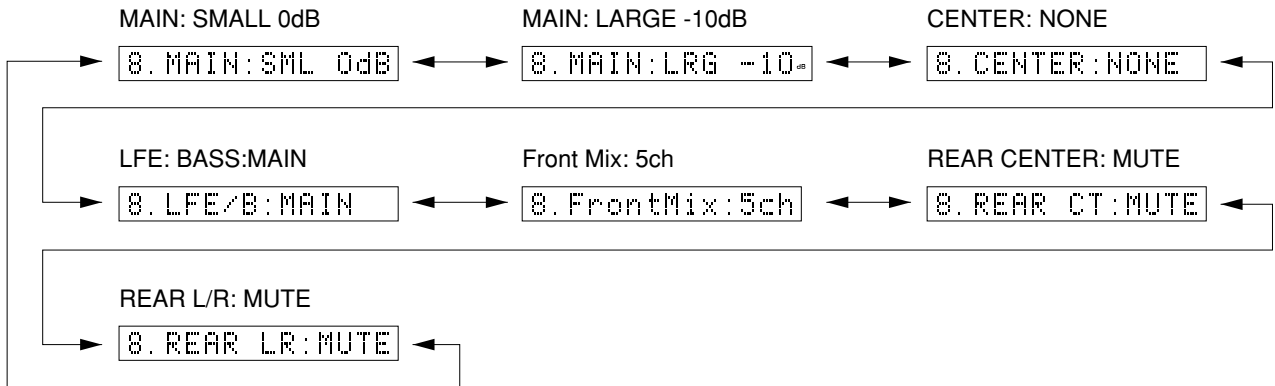 MAIN: SMALL 0dB MAIN: LARGE -10dB CENTER: NONE
8.MAIN:SML 0dB 8.MAIN:LRG -10dB 8.CENTER:NONE
LFE: BASS:MAIN Front Mix: 5ch REAR CENTER: MUTE
8.LFE/B:MAIN 8.FrontMix:5ch 8.REAR CT:MUTE
REAR L/R: MUTE
8.REAR LR:MUTE